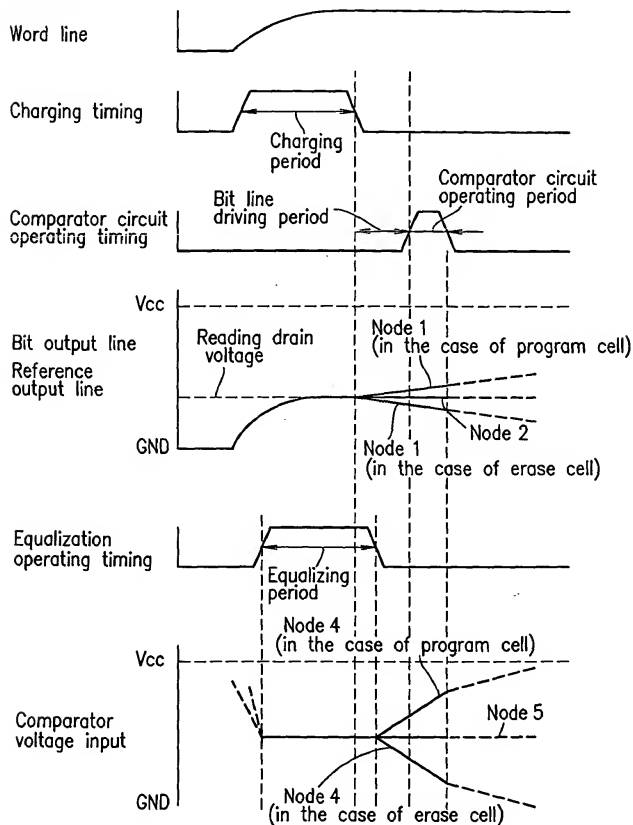 Word line
Charging timing
Charging
period
Comparator circuit
operating timing
Bit line
driving period
Comparator circuit
operating period
Vcc
Bit output line
Reference
output line
Reading drain
voltage
Node 1
(in the case of program cell)
Node 2
GND
Node 1
(in the case of erase cell)
Equalization
operating timing
Equalizing
period
Node 4
(in the case of program cell)
Vcc
Comparator
voltage input
Node 5
GND
Node 4
(in the case of erase cell)